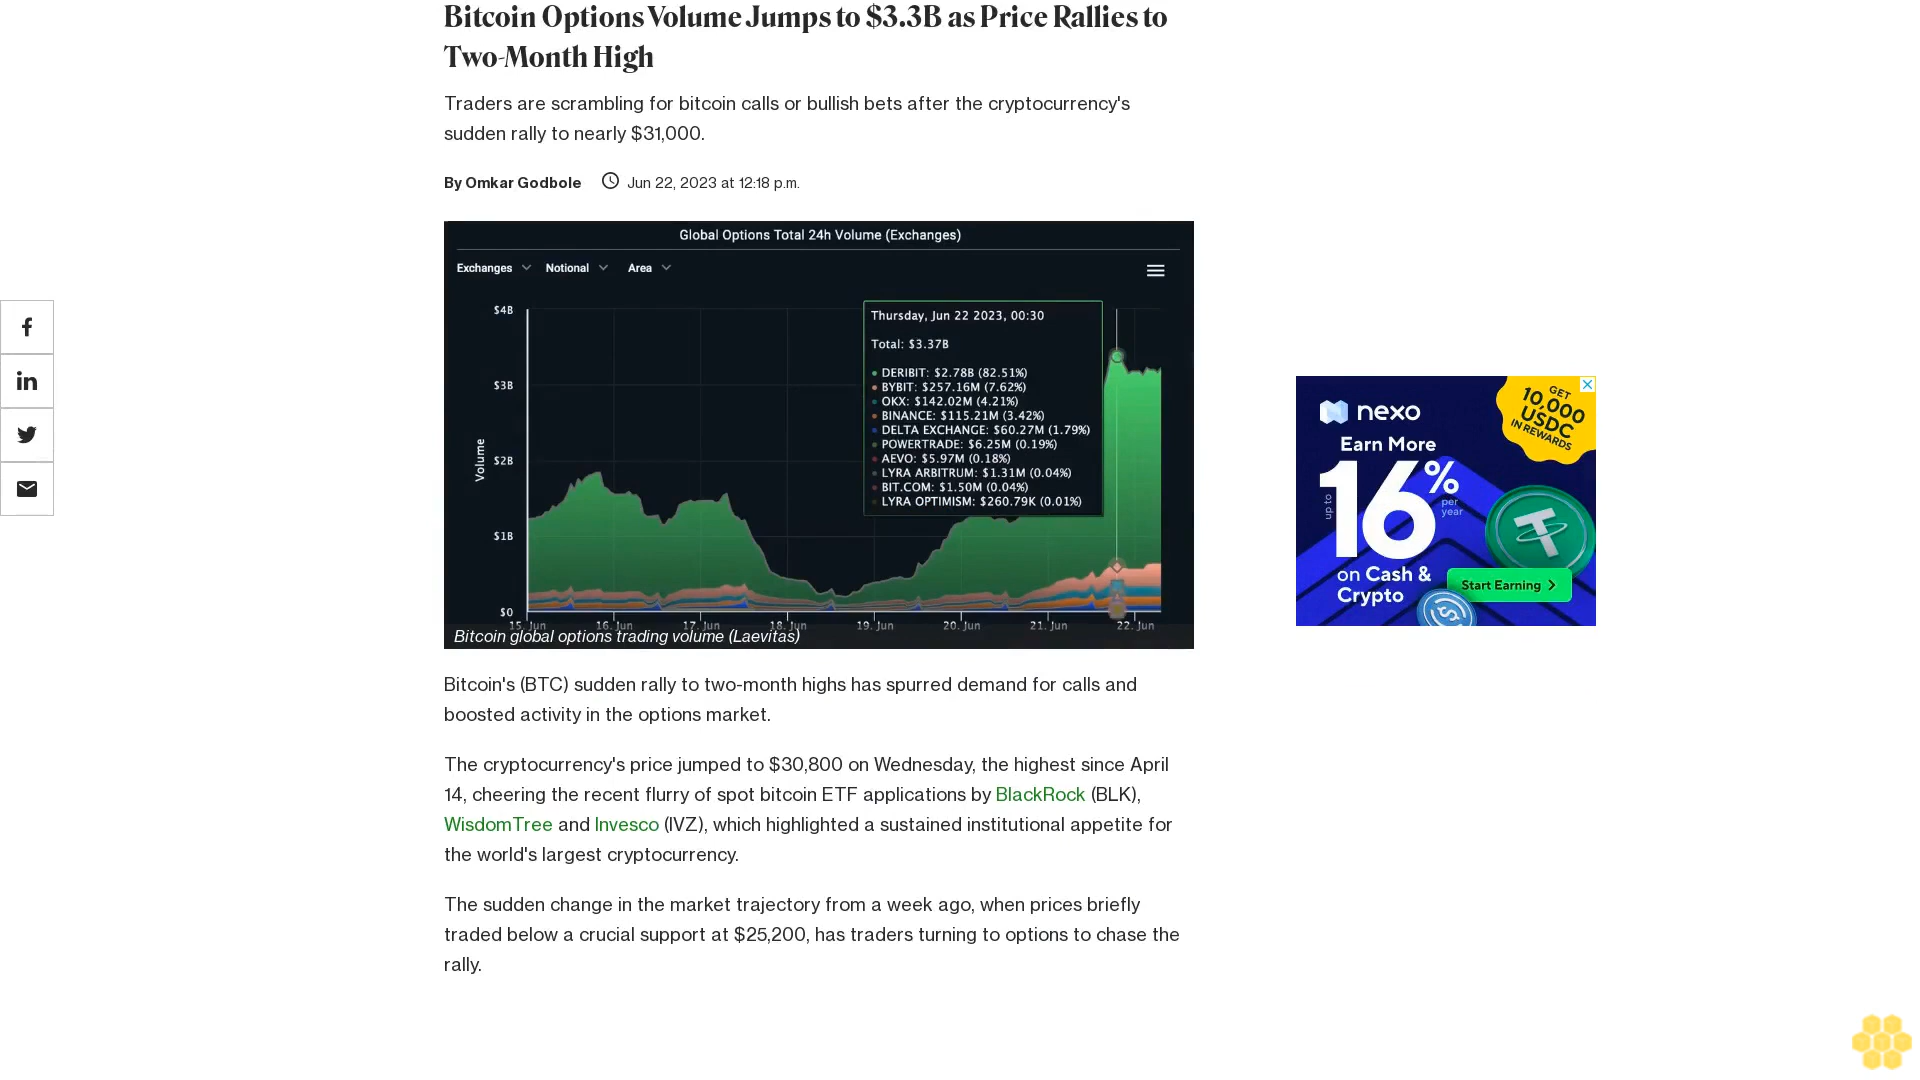 Bitcoin Options Volume Jumps to $3.3B as Price Rallies to
Two-Month High
Traders are scrambling for bitcoin calls or bullish bets after the cryptocurrency's
sudden rally to nearly $31,000.
By Omkar Godbole Jun 22, 2023 at 12:18 p.m.
Global Options Total 24h Volume (Exchanges)
Exchanges Notional Area
$4B
$3B
$2B
$1B
$0
Volume
Thursday, Jun 22 2023, 00:30
Total: $3.37B
DERIBIT: $2.78B (82.51%)
BYBIT: $257.16M (7.62%)
OKX: $142.02M (4.21%)
BINANCE: $115.21M (3.42%)
DELTA EXCHANGE: $60.27M (1.79%)
POWERTRADE: $6.25M (0.19%)
AEVO: $5.97M (0.18%)
LYRA ARBITRUM: $1.31M (0.04%)
BIT.COM: $1.50M (0.04%)
LYRA OPTIMISM: $260.79K (0.01%)
15. Jun 16. Jun 17. Jun 18. Jun 19. Jun 20. Jun 21. Jun 22. Jun
Bitcoin global options trading volume (Laevitas)
Bitcoin's (BTC) sudden rally to two-month highs has spurred demand for calls and
boosted activity in the options market.
The cryptocurrency's price jumped to $30,800 on Wednesday, the highest since April
14, cheering the recent flurry of spot bitcoin ETF applications by BlackRock (BLK),
WisdomTree and Invesco (IVZ), which highlighted a sustained institutional appetite for
the world's largest cryptocurrency.
The sudden change in the market trajectory from a week ago, when prices briefly
traded below a crucial support at $25,200, has traders turning to options to chase the
rally.
nexo
GET
10,000
USDC
IN REWARDS
Earn More
up to
16%
per
year
on Cash &
Crypto
Start Earning